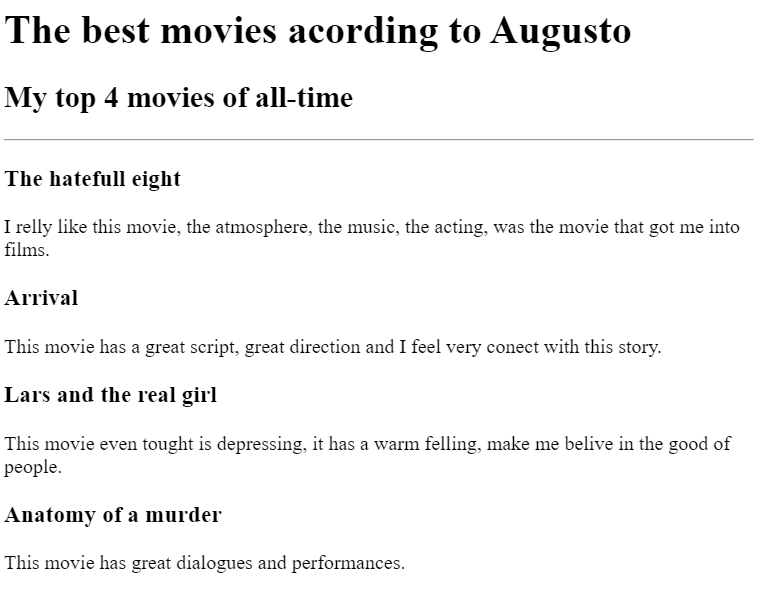 The best movies acording to Augusto
My top 4 movies of all-time
The hatefull eight
I relly like this movie, the atmosphere, the music, the acting, was the movie that got me into
films.
Arrival
This movie has a great script, great direction and I feel very conect with this story.
Lars and the real girl
This movie even tought is depressing, it has a warm felling, make me belive in the good of
people.
Anatomy of a murder
This movie has great dialogues and performances.